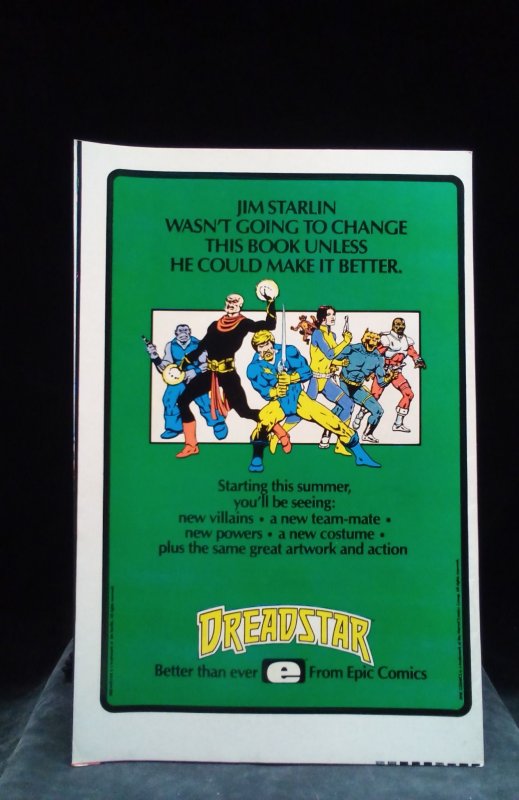 JIM STARLIN
WASN'T GOING TO CHANGE
THIS BOOK UNLESS
HE COULD MAKE IT BETTER.
Starting this summer,
you'll be seeing:
new villains • a new team-mate •
new powers • a new costume •
plus the same great artwork and action
DREADSTAR
Better than ever e From Epic Comics